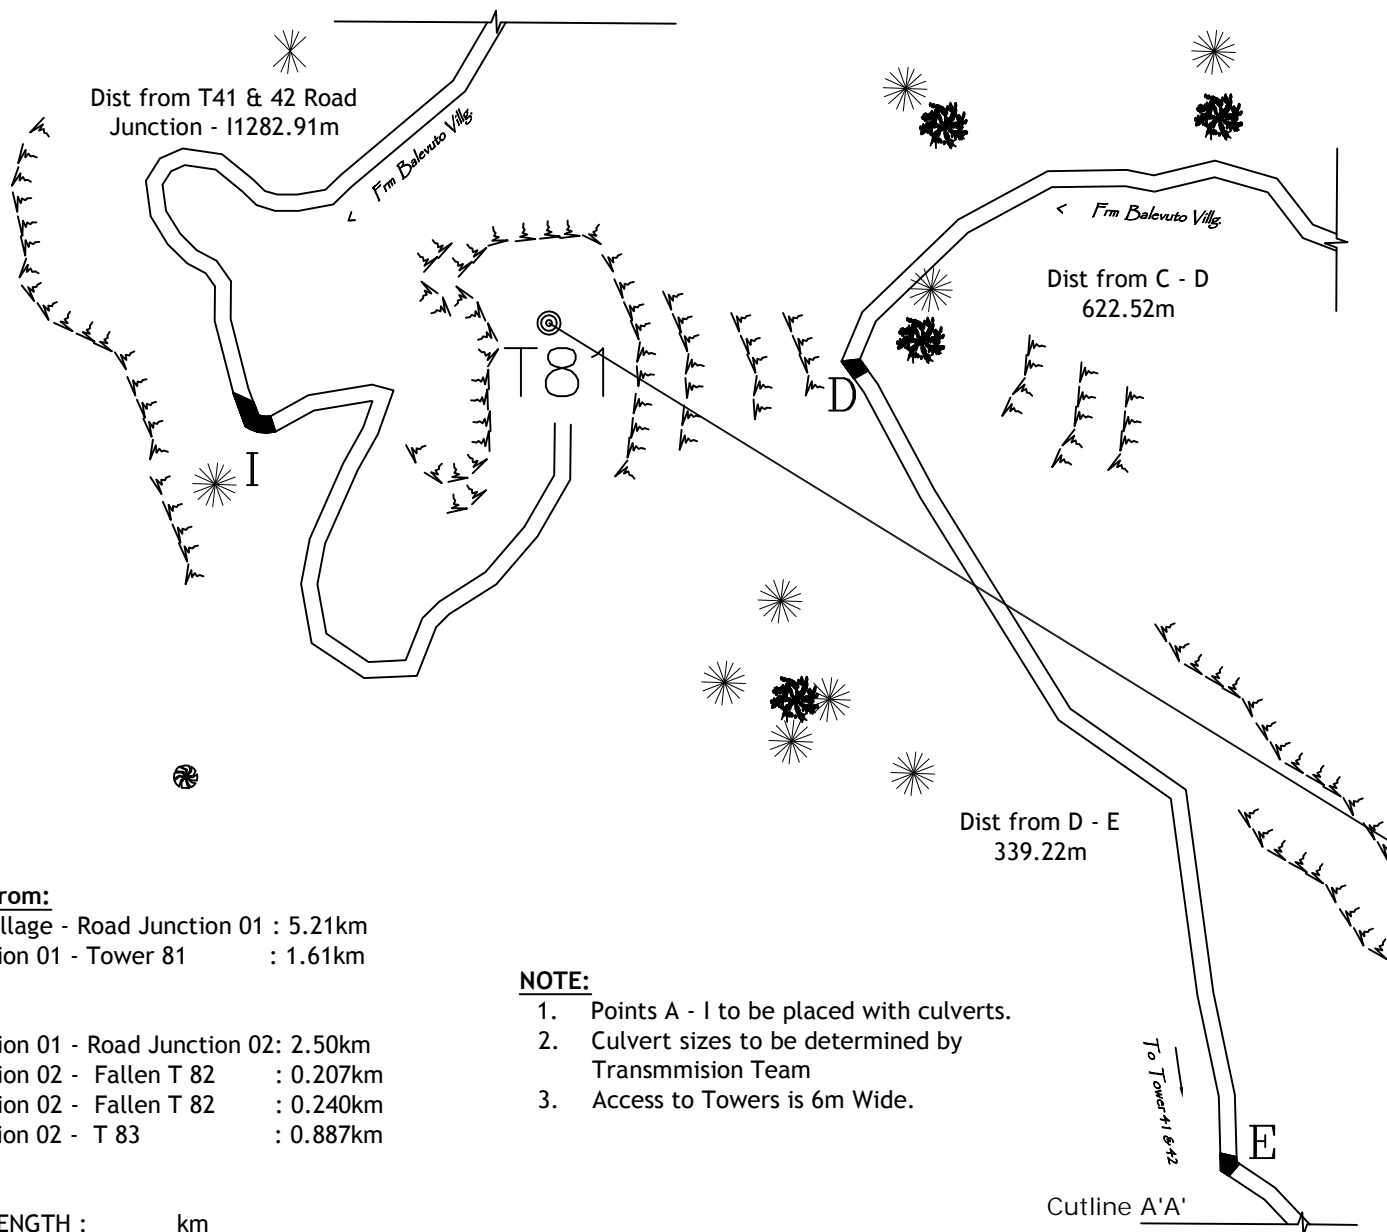 Dist from T41 & 42 Road
Junction - I1282.91m
Frm Balevuto Villg.
Frm Balevuto Villg.
Dist from C - D
622.52m
T81
D
I
Dist from D - E
339.22m
rom:
llage - Road Junction 01 : 5.21km
ion 01 - Tower 81 : 1.61km
ion 01 - Road Junction 02: 2.50km
ion 02 - Fallen T 82 : 0.207km
ion 02 - Fallen T 82 : 0.240km
ion 02 - T 83 : 0.887km
ENGTH : km
NOTE:
1. Points A - I to be placed with culverts.
2. Culvert sizes to be determined by
Transmmision Team
3. Access to Towers is 6m Wide.
To Tower41 &42
E
Cutline A'A'